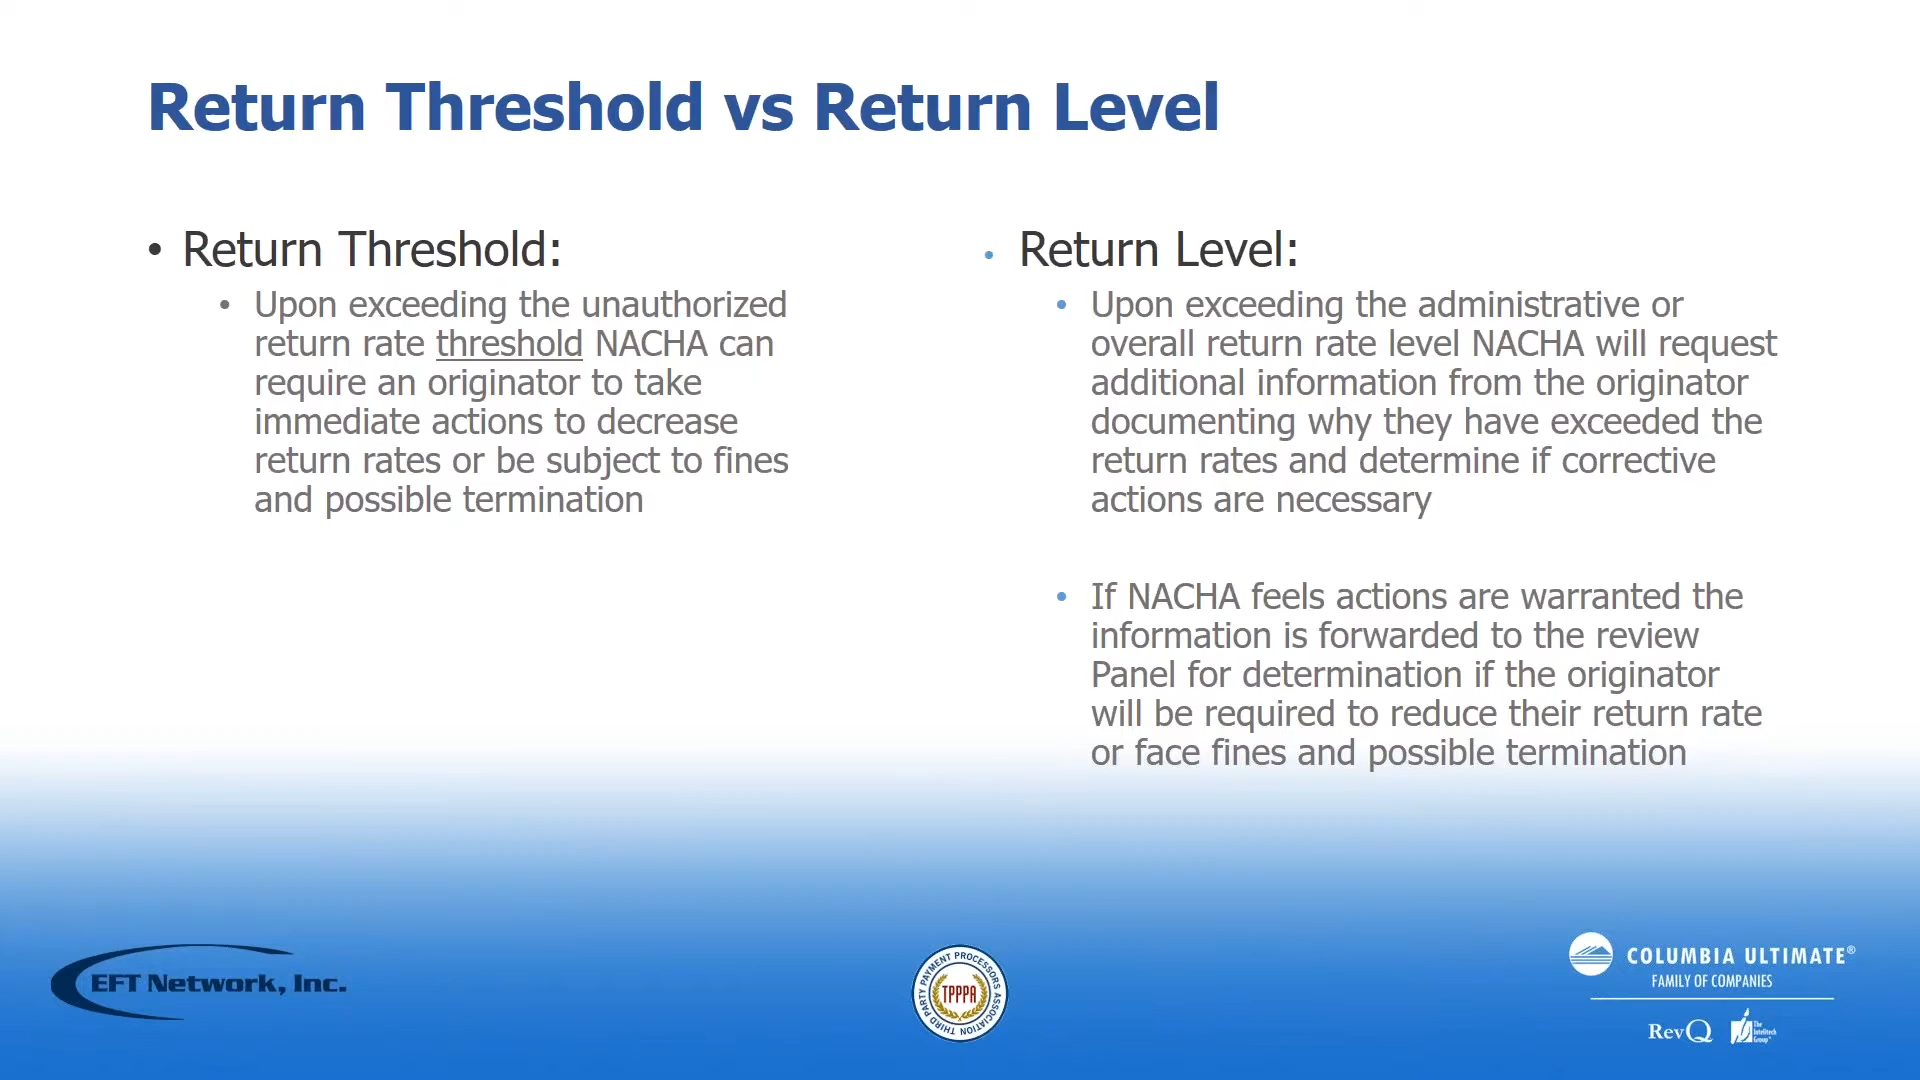 Return Threshold vs Return Level
• Return Threshold:
• Upon exceeding the unauthorized
return rate threshold NACHA can
require an originator to take
immediate actions to decrease
return rates or be subject to fines
and possible termination
• Return Level:
• Upon exceeding the administrative or
overall return rate level NACHA will request
additional information from the originator
documenting why they have exceeded the
return rates and determine if corrective
actions are necessary
• If NACHA feels actions are warranted the
information is forwarded to the review
Panel for determination if the originator
will be required to reduce their return rate
or face fines and possible termination
EFT Network, Inc.
THIRD PARTY PAYMENT PROCESSORS ASSOCIATION
TPPPA
COLUMBIA ULTIMATE®
FAMILY OF COMPANIES
RevQ
The
Intelitech
Group